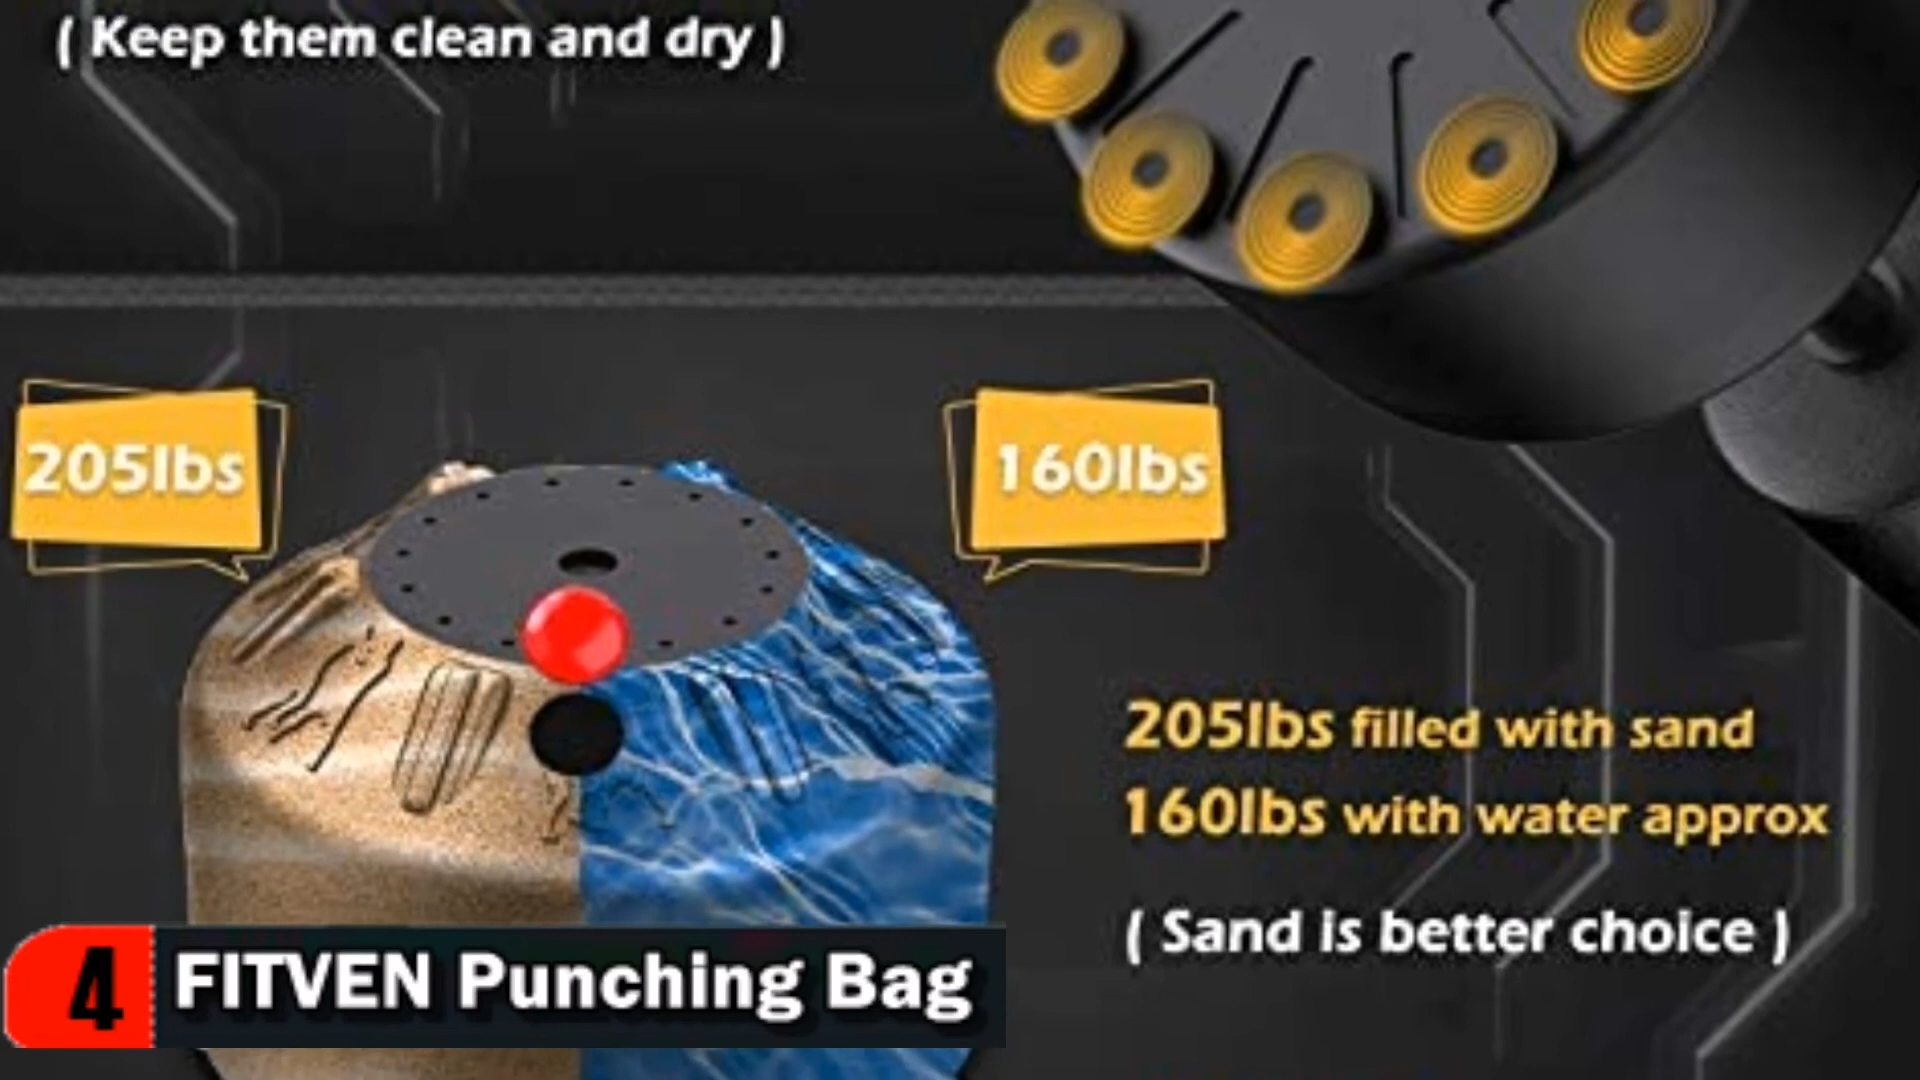 ( Keep them clean and dry )
205lbs
160lbs
205lbs filled with sand
160lbs with water approx
( Sand is better choice )
4
FITVEN Punching Bag